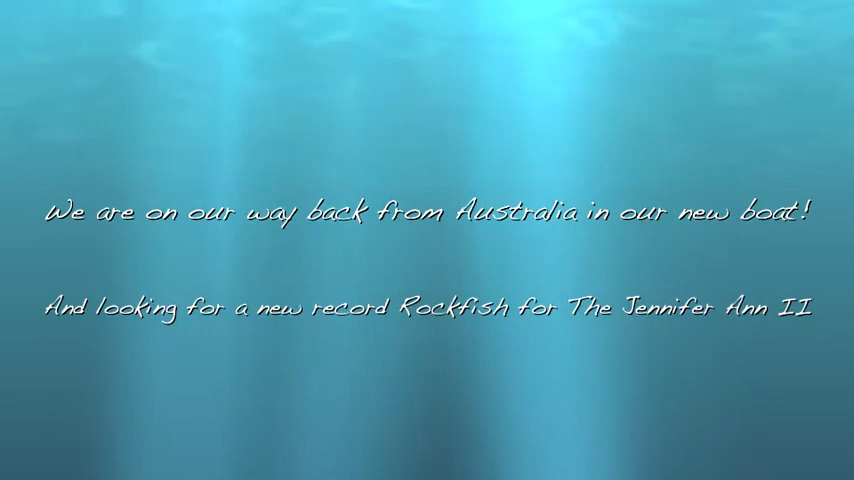 We are on our way back from Australia in our new boat!
And looking for a new record Rockfish for The Jennifer Ann II